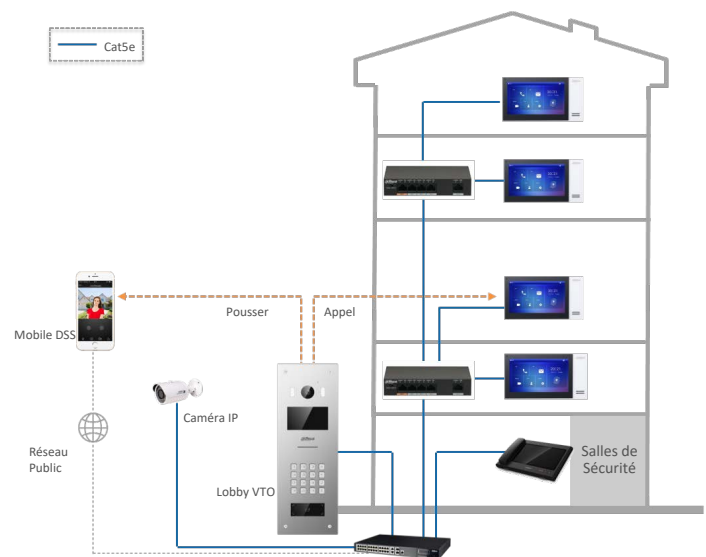 Cat5e
Pousser
Appel
Mobile DSS
Caméra IP
Réseau
Public
Lobby VTO
Salles de
Sécurité